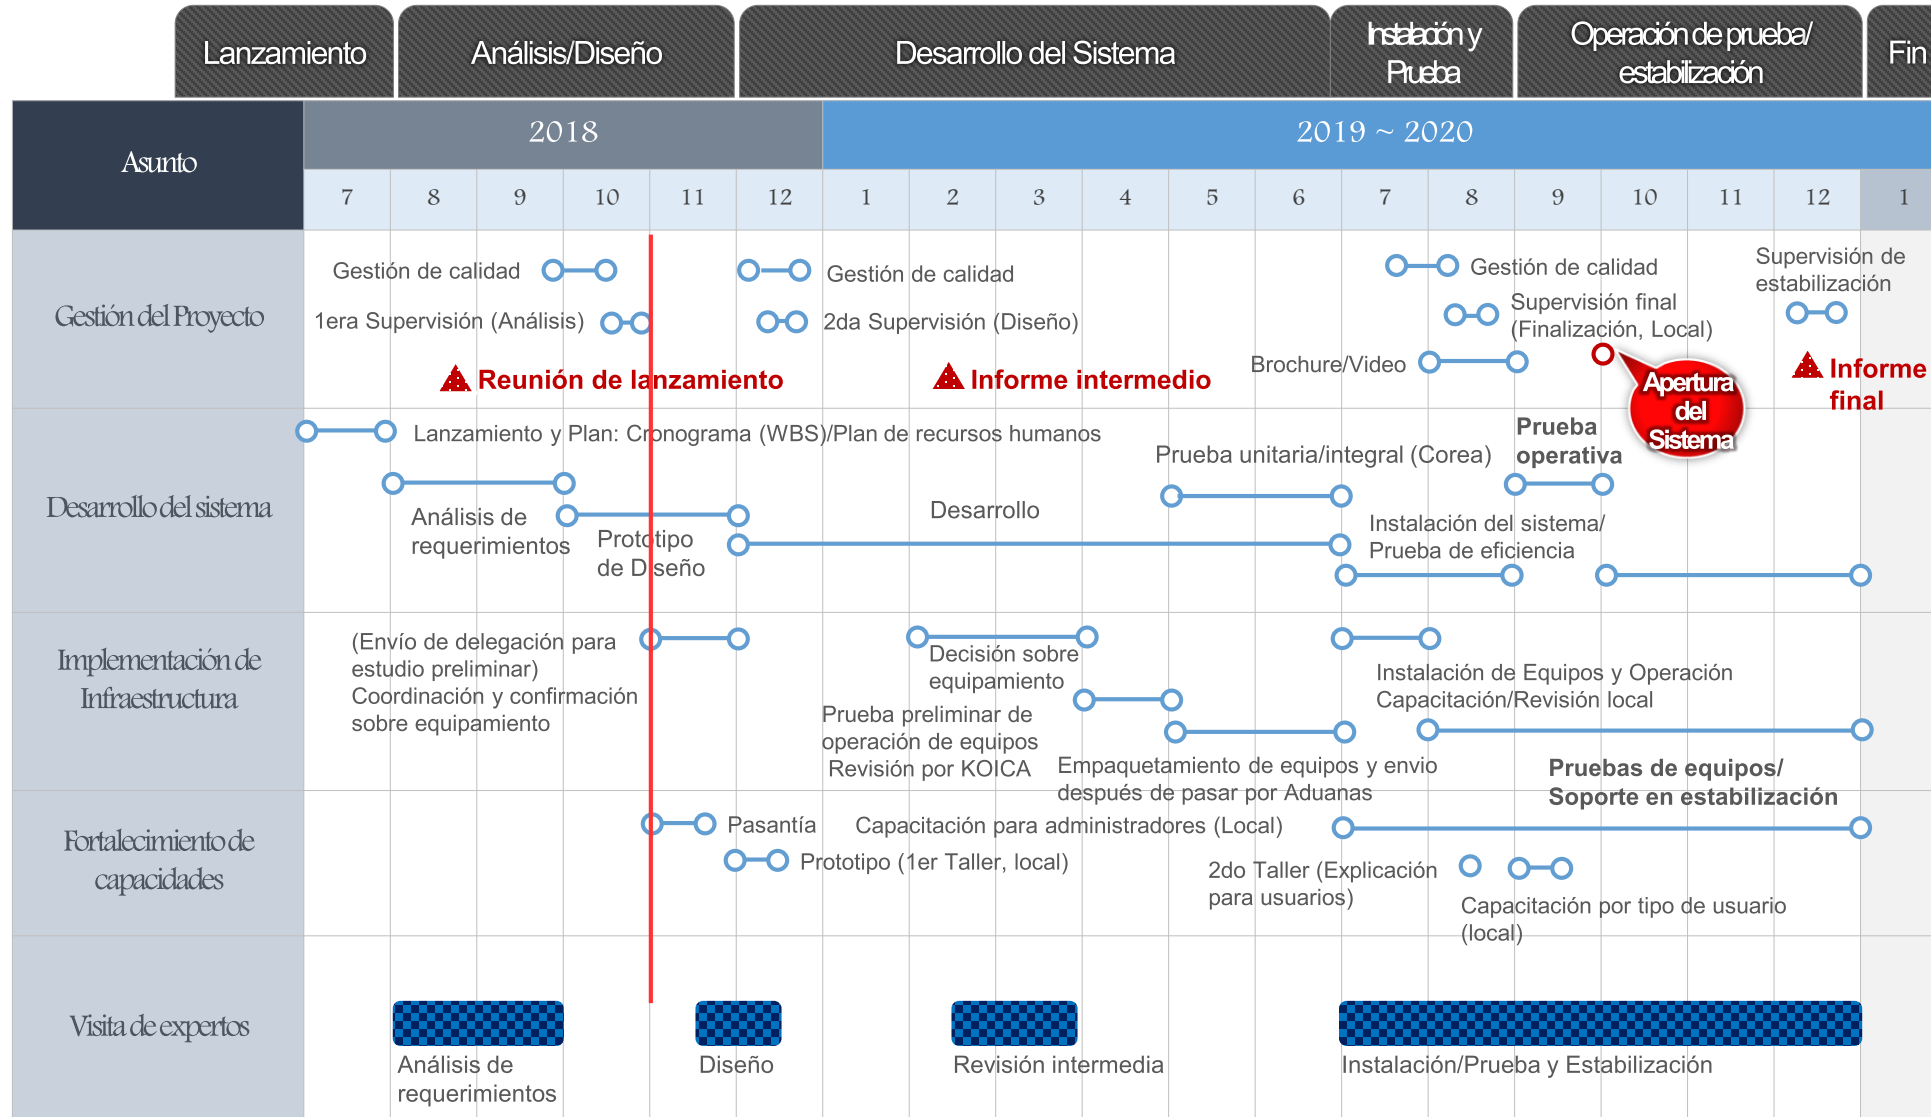 Lanzamiento
Análisis/Diseño
Desarrollo del Sistema
Instalación y
Prueba
Operación de prueba/
estabilización
Fin
Asunto
2018
2019 ~ 2020
7 8 9 10 11 12 1 2 3 4 5 6 7 8 9 10 11 12 1
Gestión del Proyecto
Gestión de calidad
Gestión de calidad
Gestión de calidad
Supervisión de
estabilización
1era Supervisión (Análisis)
2da Supervisión (Diseño)
Supervisión final
(Finalización, Local)
Brochure/Video
Reunión de lanzamiento
Informe intermedio
Apertura
del
Sistema
Informe
final
Desarrollo del sistema
Lanzamiento y Plan: Cronograma (WBS)/Plan de recursos humanos
Prueba
operativa
Prueba unitaria/integral (Corea)
Análisis de
requerimientos
Prototipo
de Diseño
Desarrollo
Instalación del sistema/
Prueba de eficiencia
Implementación de
Infraestructura
(Envío de delegación para
estudio preliminar)
Coordinación y confirmación
sobre equipamiento
Decisión sobre
equipamiento
Prueba preliminar de
operación de equipos
Revisión por KOICA
Empaquetamiento de equipos y envio
después de pasar por Aduanas
Instalación de Equipos y Operación
Capacitación/Revisión local
Pruebas de equipos/
Soporte en estabilización
Fortalecimiento de
capacidades
Pasantía
Capacitación para administradores (Local)
Prototipo (1er Taller, local)
2do Taller (Explicación
para usuarios)
Capacitación por tipo de usuario
(local)
Visita de expertos
Análisis de
requerimientos
Diseño
Revisión intermedia
Instalación/Prueba y Estabilización